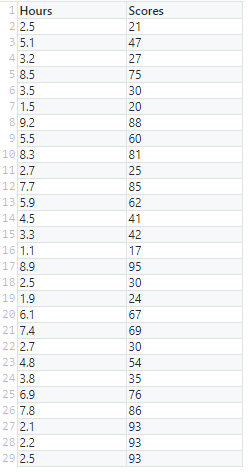 1 Hours Scores
2 2.5 21
3 5.1 47
4 3.2 27
5 8.5 75
6 3.5 30
7 1.5 20
8 9.2 88
9 5.5 60
10 8.3 81
11 2.7 25
12 7.7 85
13 5.9 62
14 4.5 41
15 3.3 42
16 1.1 17
17 8.9 95
18 2.5 30
19 1.9 24
20 6.1 67
21 7.4 69
22 2.7 30
23 4.8 54
24 3.8 35
25 6.9 76
26 7.8 86
27 2.1 93
28 2.2 93
29 2.5 93